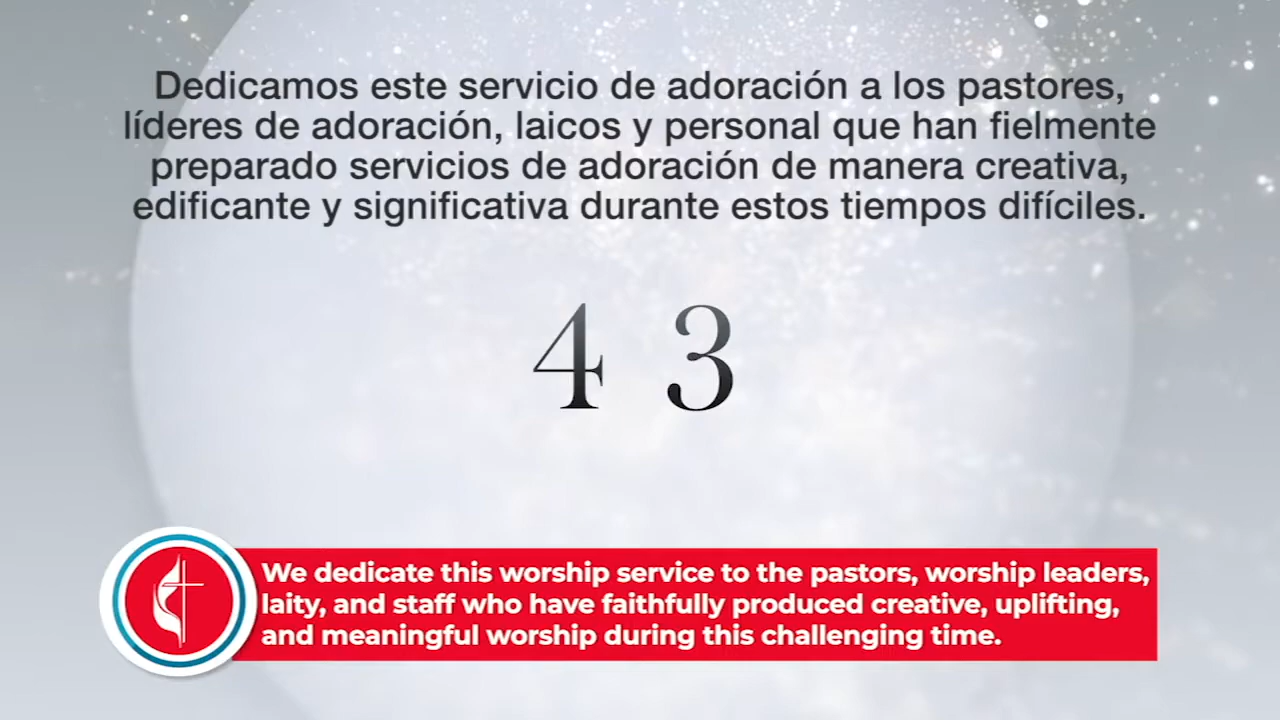 Dedicamos este servicio de adoración a los pastores,
líderes de adoración, laicos y personal que han fielmente
preparado servicios de adoración de manera creativa,
edificante y significativa durante estos tiempos difíciles.
4 3
We dedicate this worship service to the pastors, worship leaders,
laity, and staff who have faithfully produced creative, uplifting,
and meaningful worship during this challenging time.